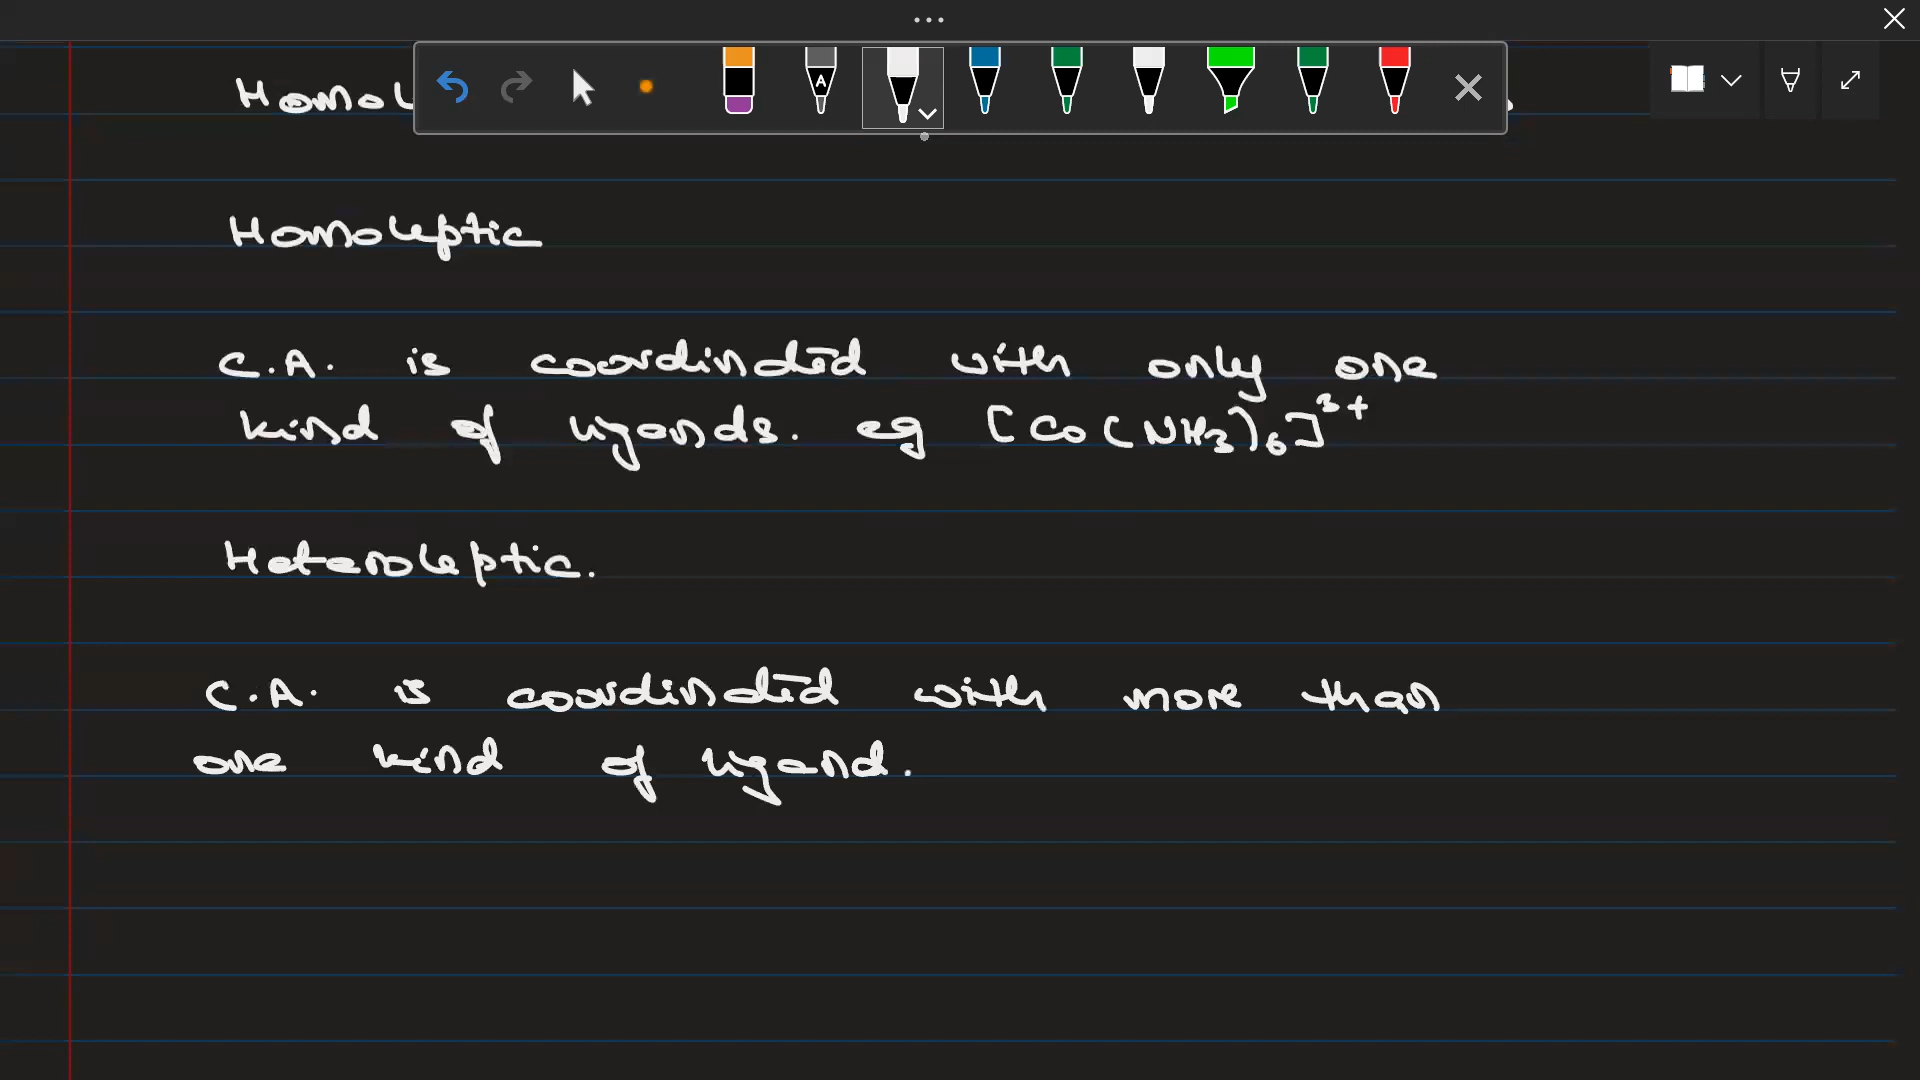 Homol
Homoleptic
C.A. is coordinated with only one
kind of ligands. eg [Co(NH3)6]3+
Heteroleptic.
C.A. is coordinated with more than
one kind of ligand.